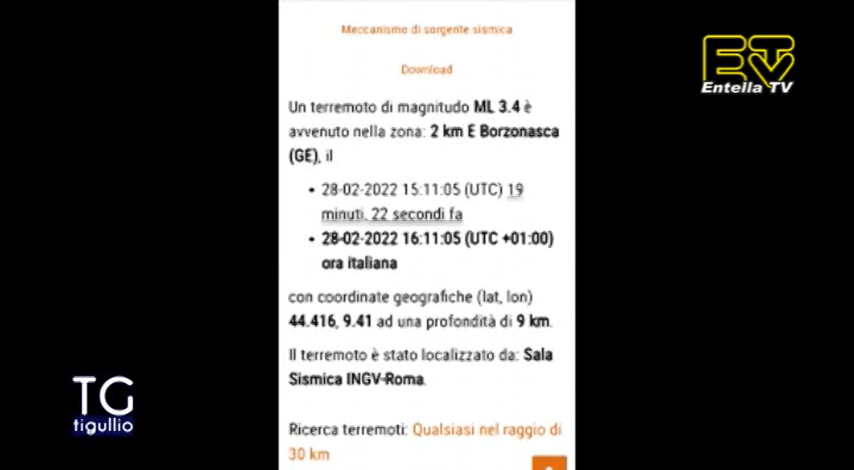 Meccanismo di sorgente sismica
Download
ETV
Entella TV
Un terremoto di magnitudo ML 3.4 è
avvenuto nella zona: 2 km E Borzonasca
(GE), il
• 28-02-2022 15:11:05 (UTC) 19
minuti, 22 secondi fa
• 28-02-2022 16:11:05 (UTC +01:00)
ora italiana
con coordinate geografiche (lat, lon)
44.416, 9.41 ad una profondità di 9 km.
Il terremoto è stato localizzato da: Sala
Sismica INGV-Roma.
TG
tigullio
Ricerca terremoti: Qualsiasi nel raggio di
30 km